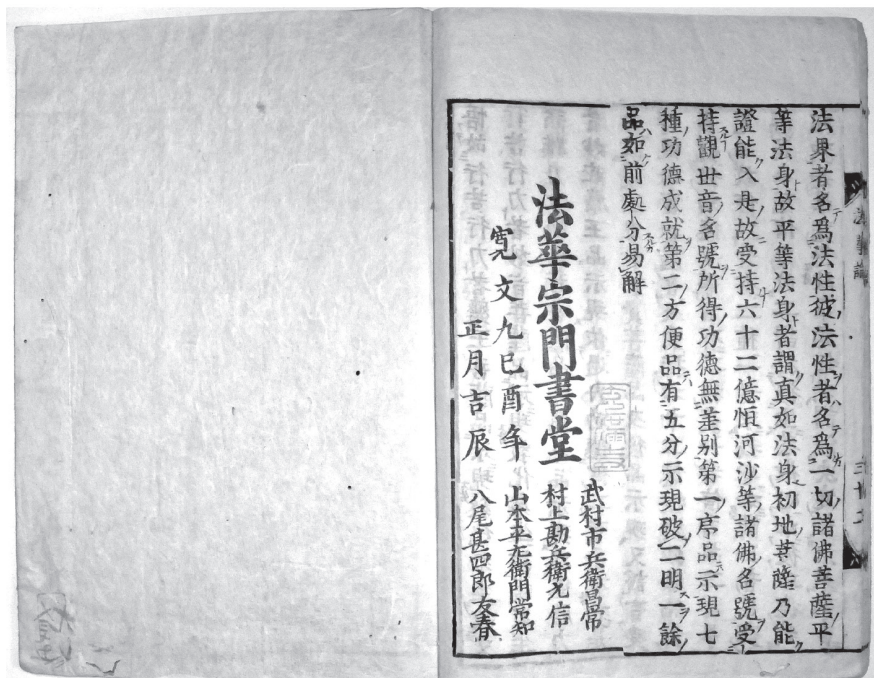 法界者名爲法性彼法性者名爲一切諸佛菩薩平
等法身故平等法身者謂真如法身初地菩薩乃能
證能入是故受持六十二億恒河沙等諸佛名號受
持觀世音名號所得功德無差別第一序品示現七
種功德成就第二方便品有五分示現破二明一餘
品如前處分易解
法華宗門書堂
寛文九己酉年
正月吉辰
武村市兵衛昌常
村上勘兵衛元信
山本平左衛門常知
八尾甚四郎友春